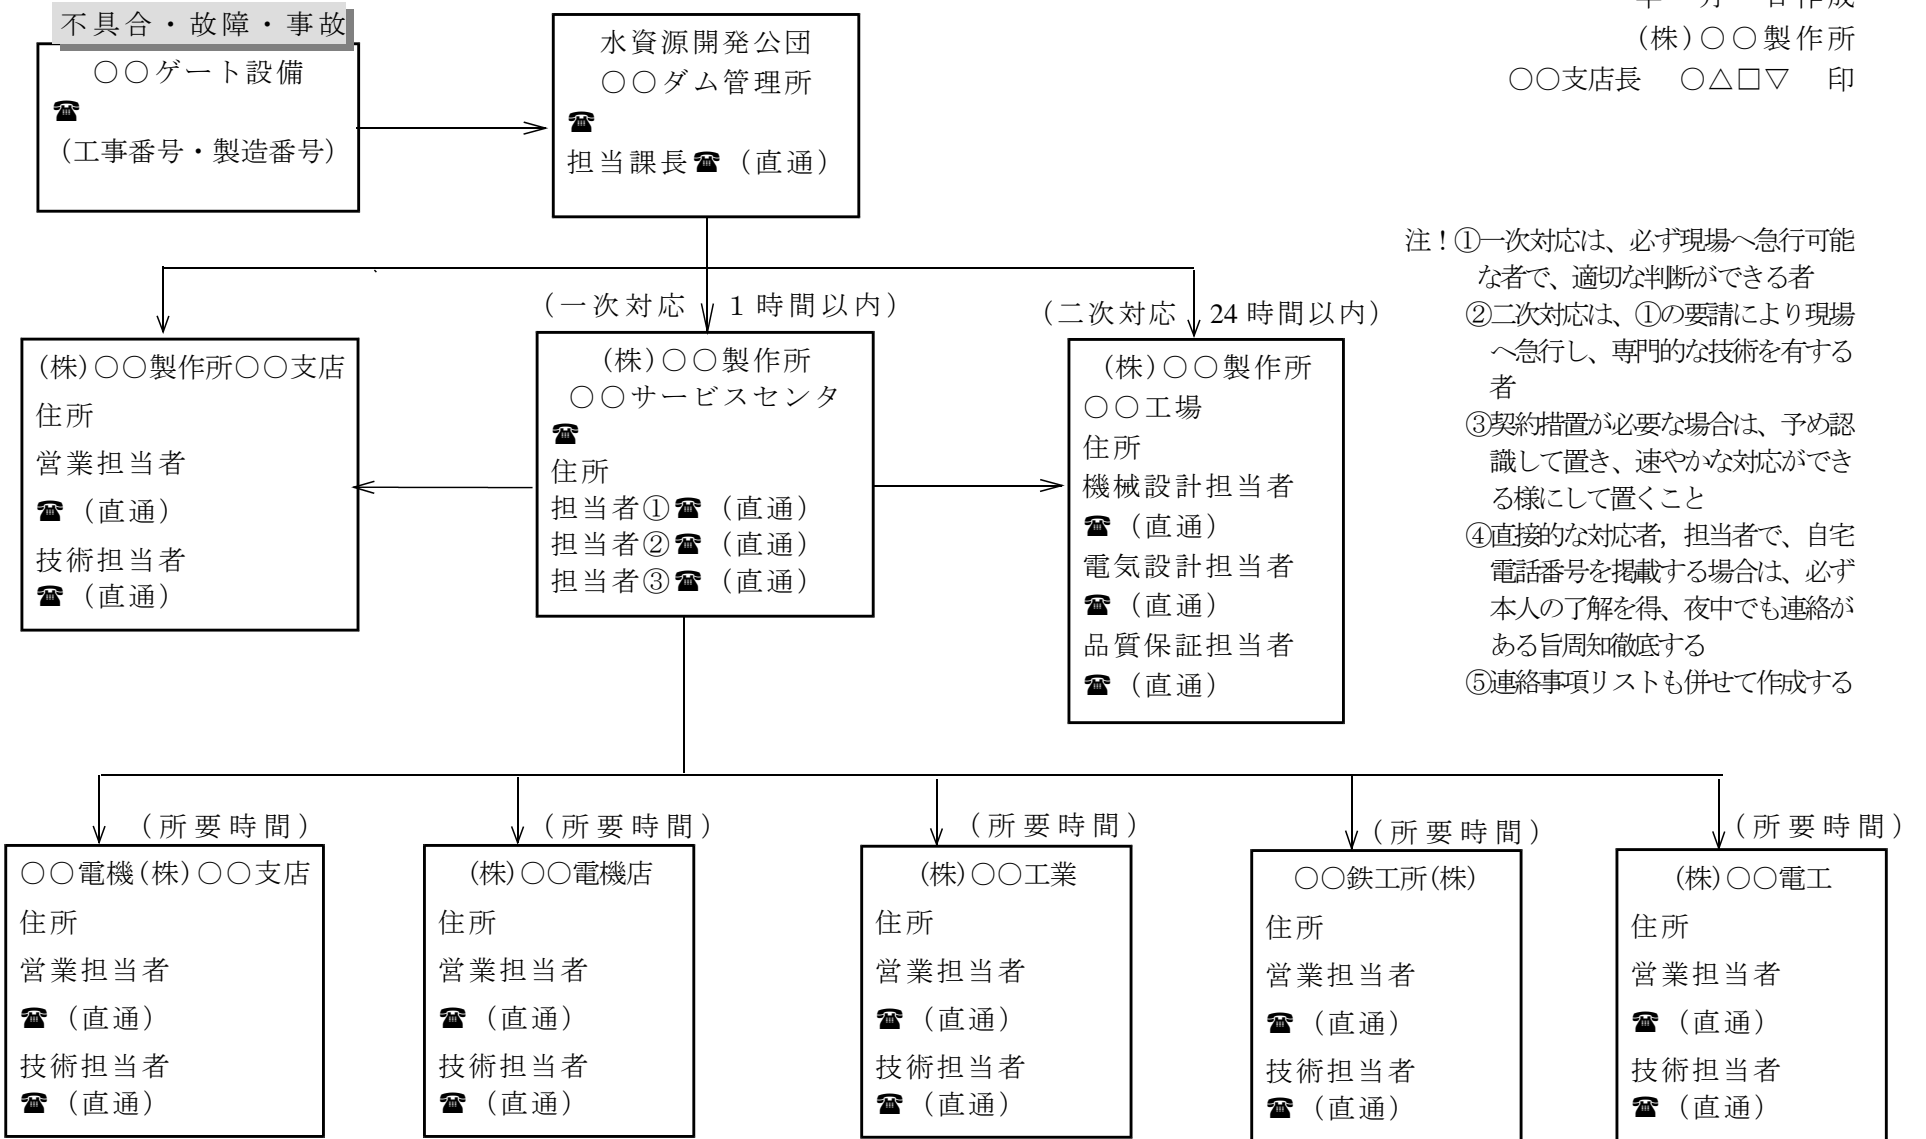 年　月　日作成
(株)○○製作所
○○支店長　○△□▽　印
不具合・故障・事故
○○ゲート設備
☎
(工事番号・製造番号)
水資源開発公団
○○ダム管理所
☎
担当課長☎（直通）
注！①一次対応は、必ず現場へ急行可能
な者で、適切な判断ができる者
②二次対応は、①の要請により現場
へ急行し、専門的な技術を有する
者
③契約措置が必要な場合は、予め認
識して置き、速やかな対応ができ
る様にして置くこと
④直接的な対応者，担当者で、自宅
電話番号を掲載する場合は、必ず
本人の了解を得、夜中でも連絡が
ある旨周知徹底する
⑤連絡事項リストも併せて作成する
(株)○○製作所○○支店
住所
営業担当者
☎（直通）
技術担当者
☎（直通）
(一次対応　1時間以内)
(株)○○製作所
○○サービスセンタ
☎
住所
担当者①☎（直通）
担当者②☎（直通）
担当者③☎（直通）
(二次対応　24時間以内)
(株)○○製作所
○○工場
住所
機械設計担当者
☎（直通）
電気設計担当者
☎（直通）
品質保証担当者
☎（直通）
(所要時間)
○○電機(株)○○支店
住所
営業担当者
☎（直通）
技術担当者
☎（直通）
(所要時間)
(株)○○電機店
住所
営業担当者
☎（直通）
技術担当者
☎（直通）
(所要時間)
(株)○○工業
住所
営業担当者
☎（直通）
技術担当者
☎（直通）
(所要時間)
○○鉄工所(株)
住所
営業担当者
☎（直通）
技術担当者
☎（直通）
(所要時間)
(株)○○電工
住所
営業担当者
☎（直通）
技術担当者
☎（直通）